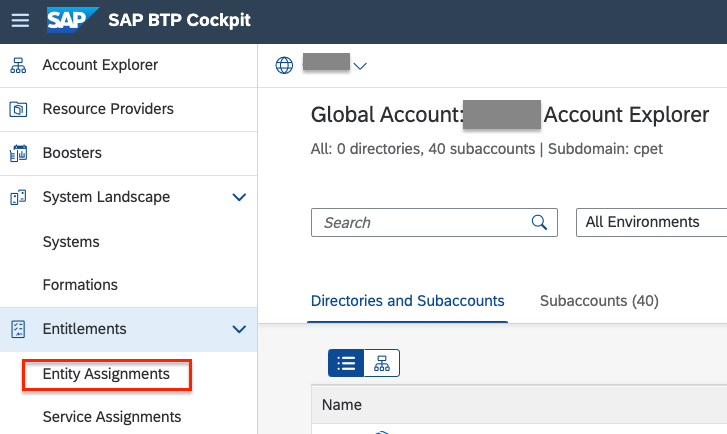 SAP SAP BTP Cockpit
Account Explorer
Resource Providers
Boosters
System Landscape
Systems
Formations
Entitlements
Entity Assignments
Service Assignments
Global Account: Account Explorer
All: 0 directories, 40 subaccounts | Subdomain: cpet
Search
All Environments
Directories and Subaccounts
Subaccounts (40)
Name